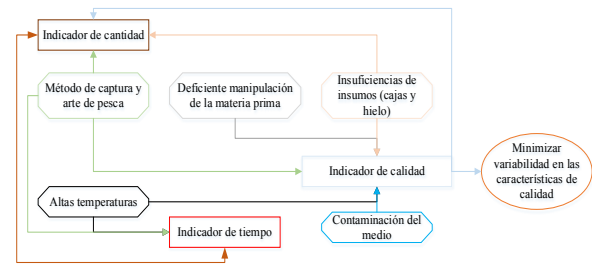 Indicador de cantidad
Método de captura y
arte de pesca
Deficiente manipulación
de la materia prima
Insuficiencias de
insumos (cajas y
hielo)
Minimizar
variabilidad en las
características de
calidad
Indicador de calidad
Altas temperaturas
Indicador de tiempo
Contaminación del
medio